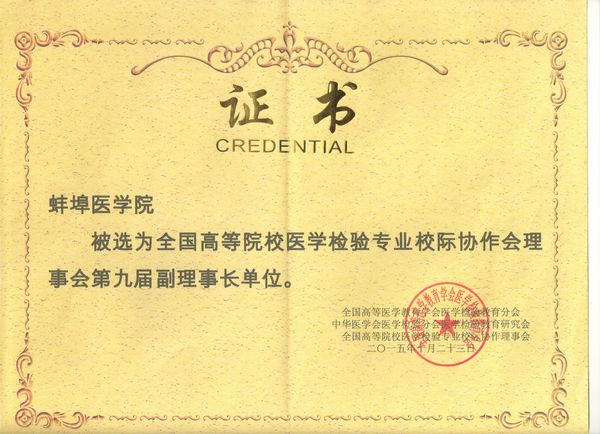 证书
CREDENTIAL
蚌埠医学院
被选为全国高等院校医学检验专业校际协作会理
事会第九届副理事长单位。
全国高等医学教育学会医学检验教育分会
中华医学会医学检验分会医学检验教育研究会
全国高等院校医学检验专业校际协作理事会
二〇一五年十月二十三日